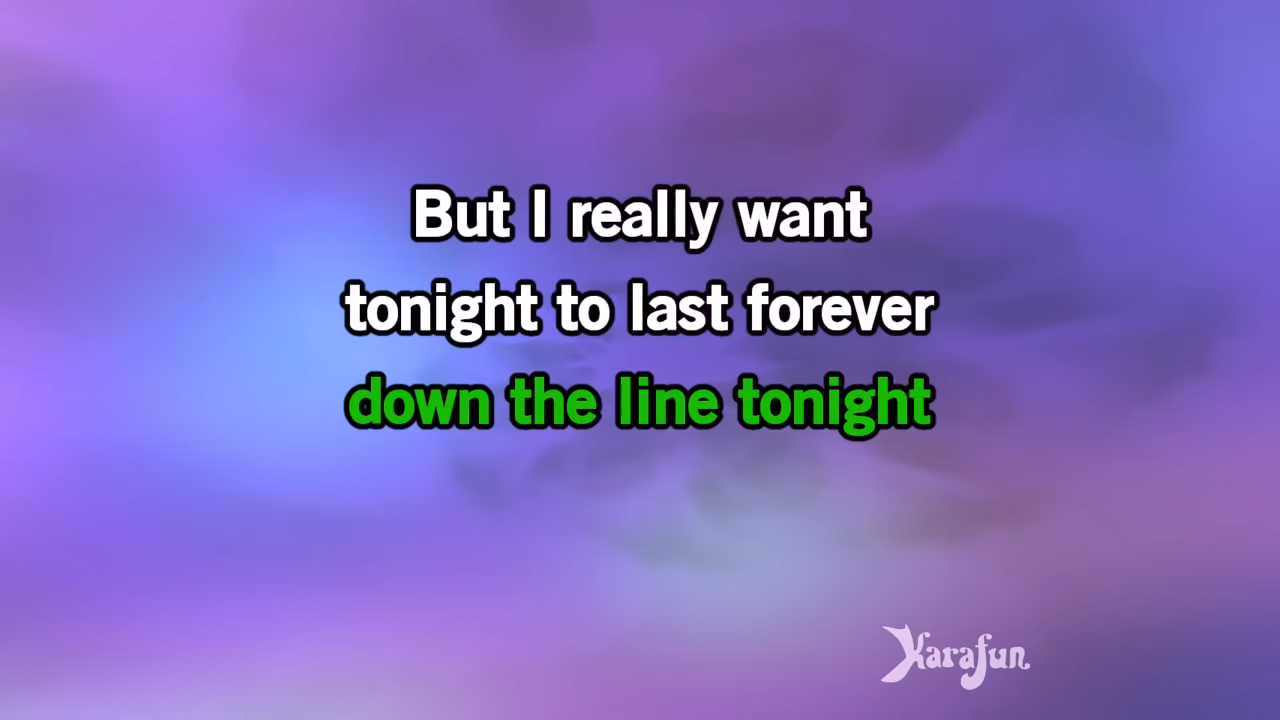 But I really want
tonight to last forever
down the line tonight
Karafun